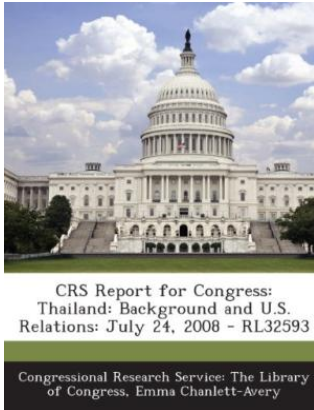 CRS Report for Congress:
Thailand: Background and U.S.
Relations: July 24, 2008 - RL32593
Congressional Research Service: The Library
of Congress, Emma Chanlett-Avery